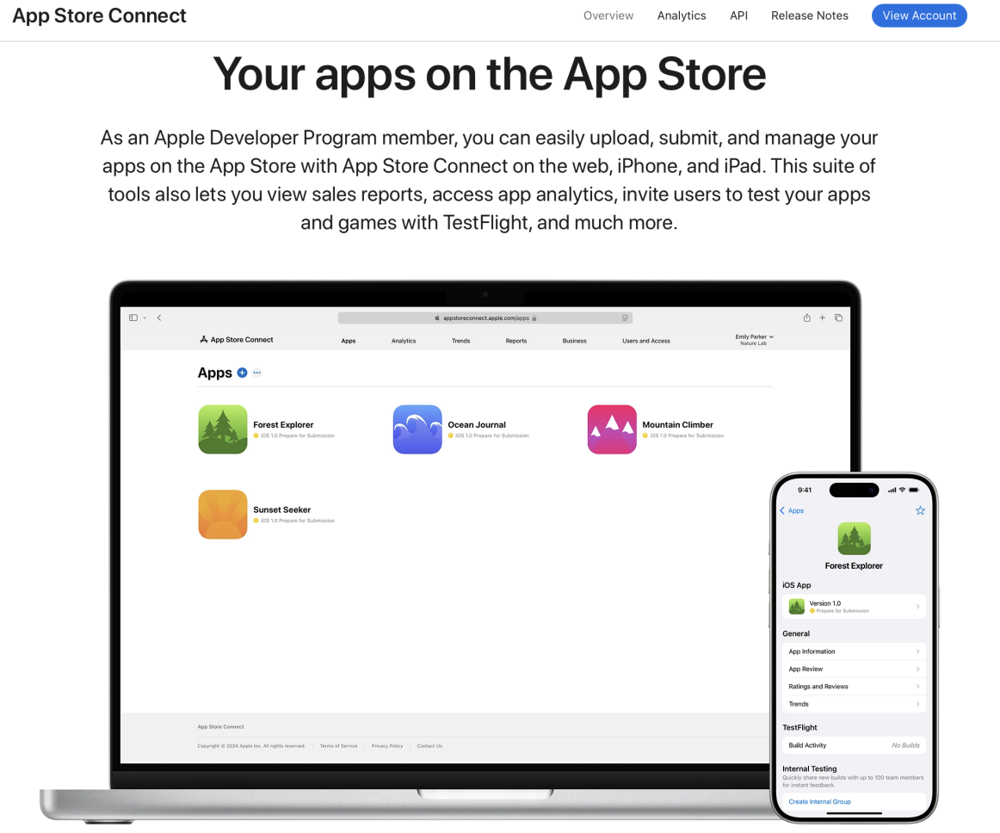 App Store Connect
Overview Analytics API Release Notes View Account
Your apps on the App Store
As an Apple Developer Program member, you can easily upload, submit, and manage your
apps on the App Store with App Store Connect on the web, iPhone, and iPad. This suite of
tools also lets you view sales reports, access app analytics, invite users to test your apps
and games with TestFlight, and much more.
appstoreconnect.apple.com/apps
App Store Connect
Apps Analytics Trends Reports Business Users and Access
Emily Parker
Nature Lab
Apps
Forest Explorer
iOS 1.0 Prepare for Submission
Ocean Journal
iOS 1.0 Prepare for Submission
Mountain Climber
iOS 1.0 Prepare for Submission
Sunset Seeker
iOS 1.0 Prepare for Submission
App Store Connect
Copyright © 2024 Apple Inc. All rights reserved. Terms of Service Privacy Policy Contact Us
9:41
Apps
Forest Explorer
iOS App
Version 1.0
Prepare for Submission
General
App Information
App Review
Ratings and Reviews
Trends
TestFlight
Build Activity No Builds
Internal Testing
Quickly share new builds with up to 100 team members
for instant feedback.
Create Internal Group